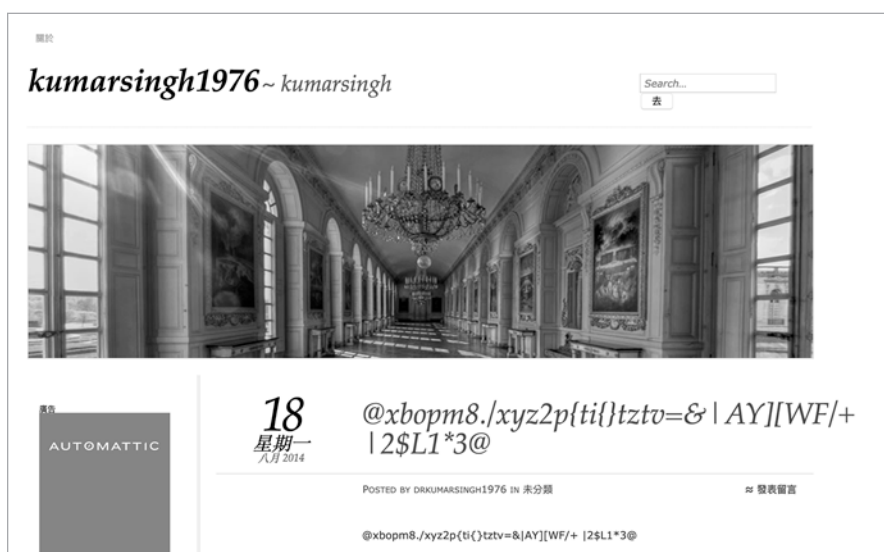 關於
kumarsingh1976 ~ kumarsingh
Search...
去
廣告
AUTOMATTIC
18
星期一
八月 2014
@xbopm8./xyz2p{ti{}tztv=&|AY][WF/+
|2$L1*3@
POSTED BY DRKUMARSINGH1976 IN 未分類
≈ 發表留言
@xbopm8./xyz2p{ti{}tztv=&|AY][WF/+ |2$L1*3@